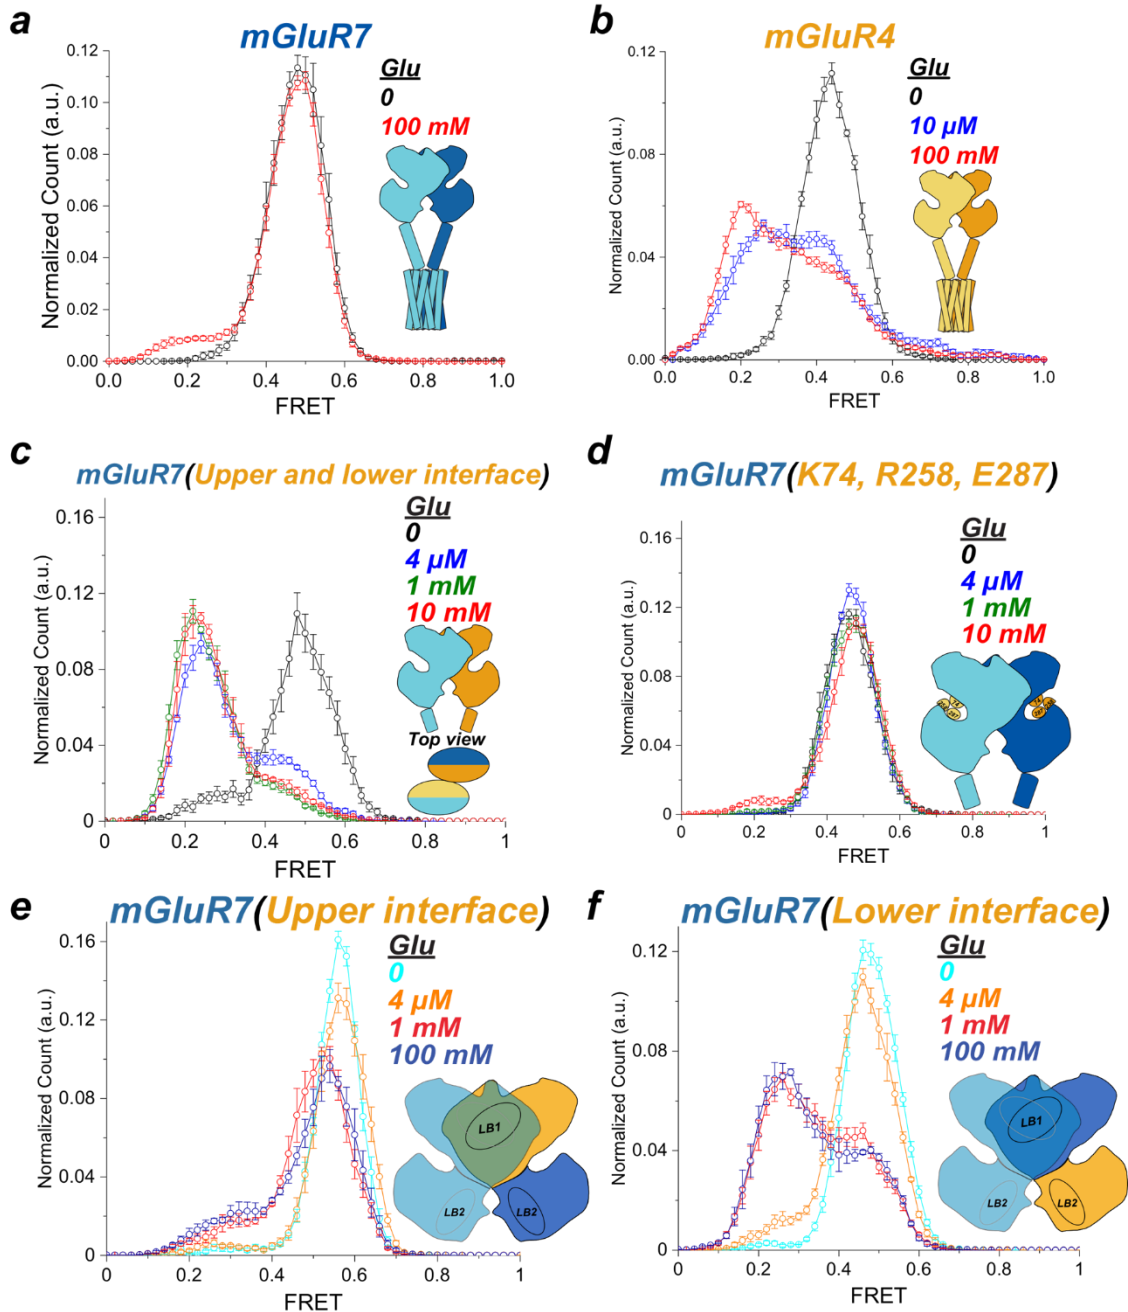 a
mGluR7
0.12
0.10
0.08
0.06
0.04
0.02
0.00
0.0 0.2 0.4 0.6 0.8 1.0
Normalized Count (a.u.)
FRET
Glu
0
100 mM
b
mGluR4
0.12
0.08
0.04
0.00
0.0 0.2 0.4 0.6 0.8 1.0
Normalized Count (a.u.)
FRET
Glu
0
10 µM
100 mM
c
mGluR7(Upper and lower interface)
0.16
0.12
0.08
0.04
0
0 0.2 0.4 0.6 0.8 1
Normalized Count (a.u.)
FRET
Glu
0
4 µM
1 mM
10 mM
Top view
d
mGluR7(K74, R258, E287)
0.16
0.12
0.08
0.04
0
0 0.2 0.4 0.6 0.8 1
Normalized Count (a.u.)
FRET
Glu
0
4 µM
1 mM
10 mM
e
mGluR7(Upper interface)
0.16
0.12
0.08
0.04
0
0 0.2 0.4 0.6 0.8 1
Normalized Count (a.u.)
FRET
Glu
0
4 µM
1 mM
100 mM
LB1
LB2 LB2
f
mGluR7(Lower interface)
0.12
0.08
0.04
0
0 0.2 0.4 0.6 0.8 1
Normalized Count (a.u.)
FRET
Glu
0
4 µM
1 mM
100 mM
LB1
LB2 LB2